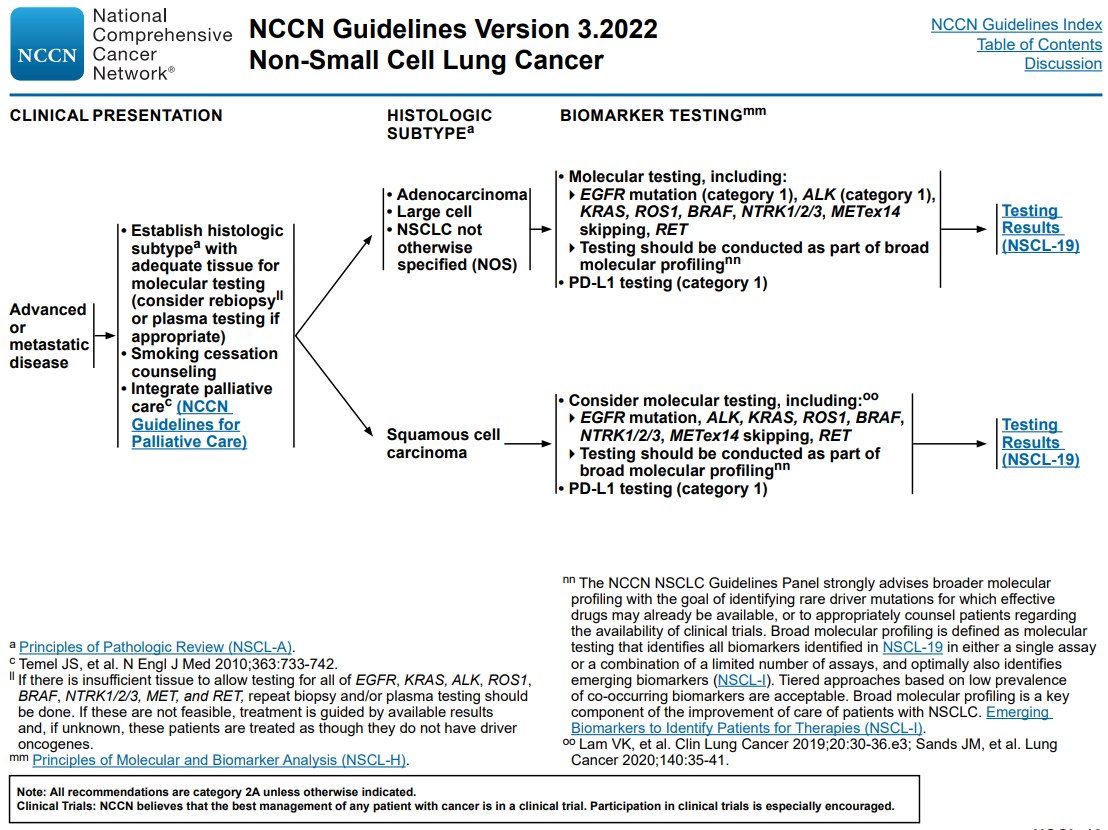 National
Comprehensive
NCCN Cancer
Network®
NCCN Guidelines Version 3.2022
Non-Small Cell Lung Cancer
NCCN Guidelines Index
Table of Contents
Discussion
CLINICAL PRESENTATION
HISTOLOGIC
SUBTYPEa
BIOMARKER TESTINGmm
Advanced
or
metastatic
disease
• Establish histologic
subtypea with
adequate tissue for
molecular testing
(consider rebiopsyll
or plasma testing if
appropriate)
• Smoking cessation
counseling
• Integrate palliative
carec (NCCN
Guidelines for
Palliative Care)
• Adenocarcinoma
• Large cell
• NSCLC not
otherwise
specified (NOS)
• Molecular testing, including:
EGFR mutation (category 1), ALK (category 1),
KRAS, ROS1, BRAF, NTRK1/2/3, METex14
skipping, RET
Testing should be conducted as part of broad
molecular profilingnn
• PD-L1 testing (category 1)
Testing
Results
(NSCL-19)
Squamous cell
carcinoma
• Consider molecular testing, including:oo
EGFR mutation, ALK, KRAS, ROS1, BRAF,
NTRK1/2/3, METex14 skipping, RET
Testing should be conducted as part of
broad molecular profilingnn
• PD-L1 testing (category 1)
Testing
Results
(NSCL-19)
a Principles of Pathologic Review (NSCL-A).
c Temel JS, et al. N Engl J Med 2010;363:733-742.
ll If there is insufficient tissue to allow testing for all of EGFR, KRAS, ALK, ROS1,
BRAF, NTRK1/2/3, MET, and RET, repeat biopsy and/or plasma testing should
be done. If these are not feasible, treatment is guided by available results
and, if unknown, these patients are treated as though they do not have driver
oncogenes.
mm Principles of Molecular and Biomarker Analysis (NSCL-H).
nn The NCCN NSCLC Guidelines Panel strongly advises broader molecular
profiling with the goal of identifying rare driver mutations for which effective
drugs may already be available, or to appropriately counsel patients regarding
the availability of clinical trials. Broad molecular profiling is defined as molecular
testing that identifies all biomarkers identified in NSCL-19 in either a single assay
or a combination of a limited number of assays, and optimally also identifies
emerging biomarkers (NSCL-I). Tiered approaches based on low prevalence
of co-occurring biomarkers are acceptable. Broad molecular profiling is a key
component of the improvement of care of patients with NSCLC. Emerging
Biomarkers to Identify Patients for Therapies (NSCL-I).
oo Lam VK, et al. Clin Lung Cancer 2019;20:30-36.e3; Sands JM, et al. Lung
Cancer 2020;140:35-41.
Note: All recommendations are category 2A unless otherwise indicated.
Clinical Trials: NCCN believes that the best management of any patient with cancer is in a clinical trial. Participation in clinical trials is especially encouraged.